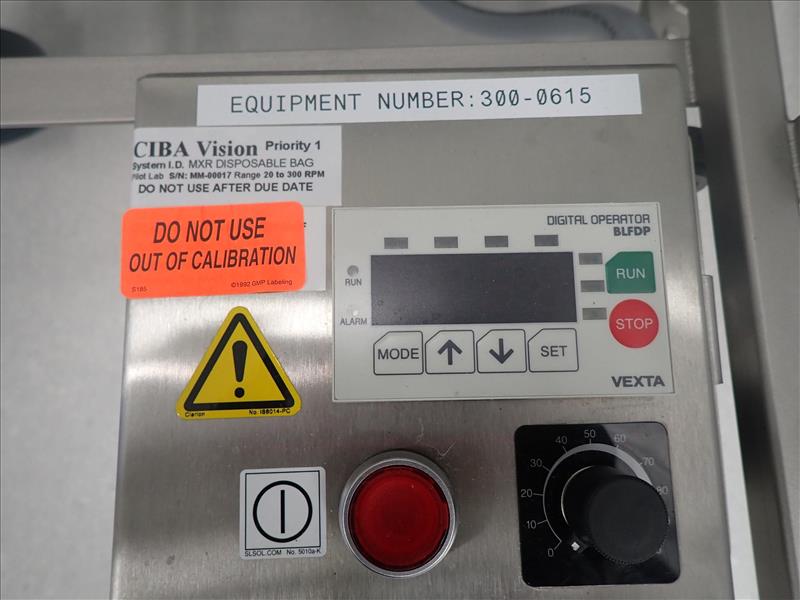 EQUIPMENT NUMBER:300-0615
CIBA Vision Priority 1
System I.D. MXR DISPOSABLE BAG
Pilot Lab S/N: MM-00017 Range 20 to 300 RPM
DO NOT USE AFTER DUE DATE
DO NOT USE
OUT OF CALIBRATION
S185 ©1992 GMP Labeling
DIGITAL OPERATOR
BLFDP
RUN
ALARM
RUN
STOP
MODE
SET
VEXTA
Clarion No. IS6014-PC
SLSOL.COM No. 5010a-K
0
10
20
30
40
50
60
70
80